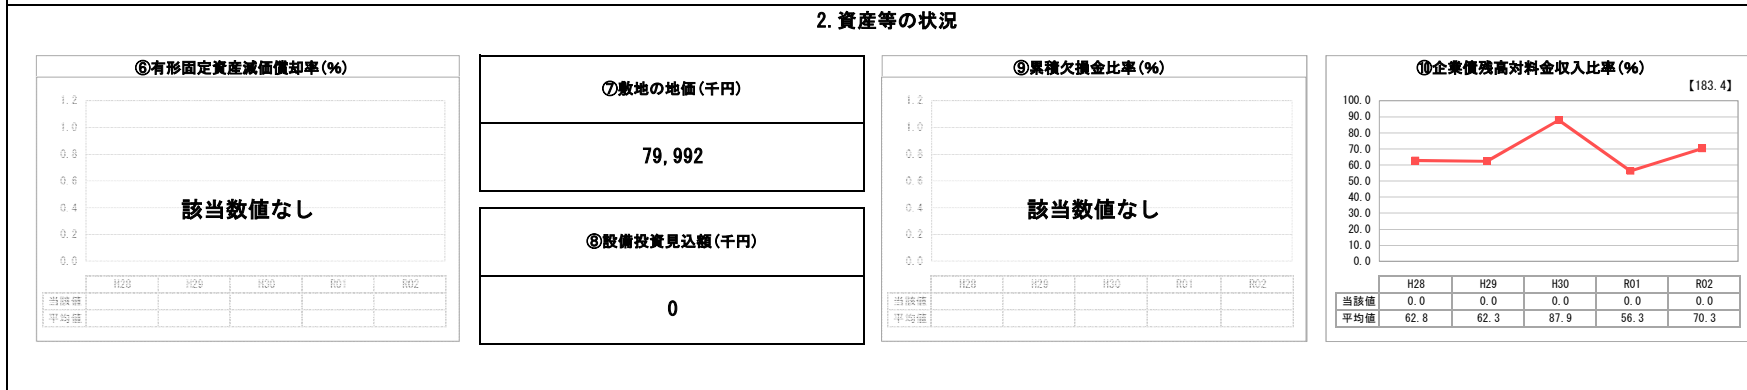 2.資産等の状況
⑥有形固定資産減価償却率(%)
1.2
1.0
0.8
0.6
0.4
0.2
0.0
該当数値なし
H28 H29 H30 R01 R02
当該値
平均値
⑦敷地の地価(千円)
79,992
⑧設備投資見込額(千円)
0
⑨累積欠損金比率(%)
1.2
1.0
0.8
0.6
0.4
0.2
0.0
該当数値なし
H28 H29 H30 R01 R02
当該値
平均値
⑩企業債残高対料金収入比率(%)
【183.4】
100.0
90.0
80.0
70.0
60.0
50.0
40.0
30.0
20.0
10.0
0.0
H28 H29 H30 R01 R02
当該値 0.0 0.0 0.0 0.0 0.0
平均値 62.8 62.3 87.9 56.3 70.3